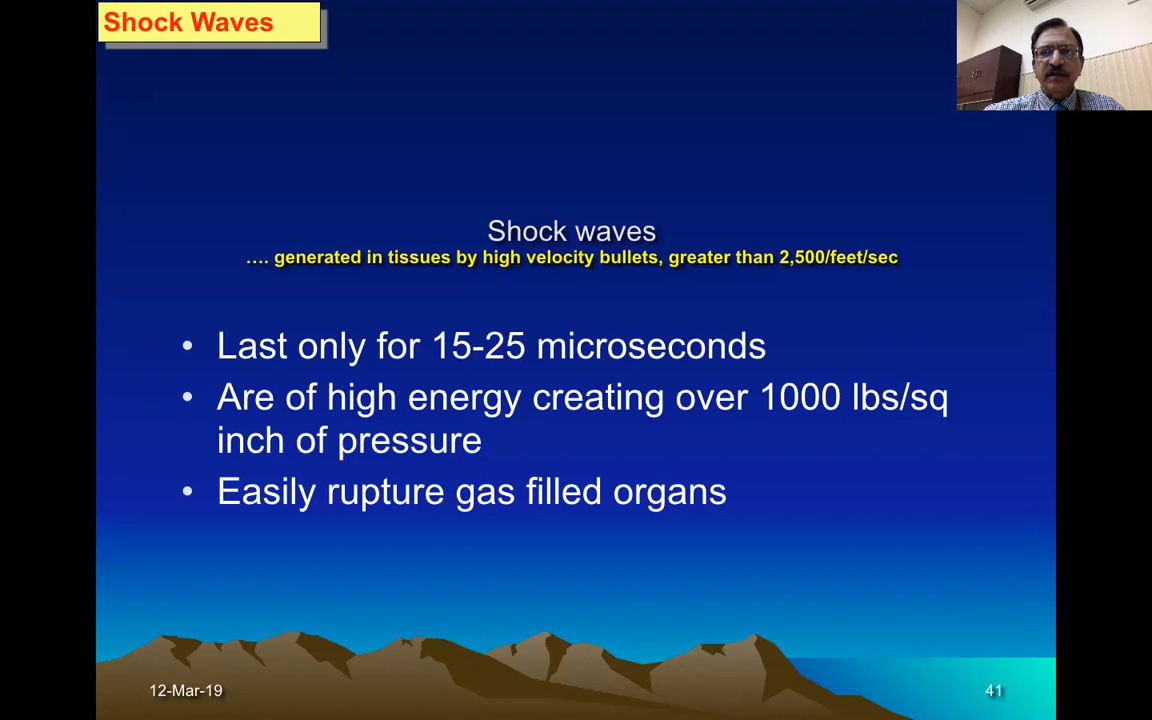 Shock Waves
Shock waves
.... generated in tissues by high velocity bullets, greater than 2,500/feet/sec
• Last only for 15-25 microseconds
• Are of high energy creating over 1000 lbs/sq
inch of pressure
• Easily rupture gas filled organs
12-Mar-19
41